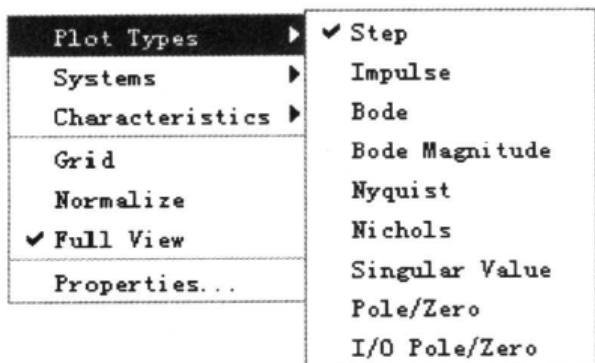 Plot Types
Systems
Characteristics
Grid
Normalize
Full View
Properties...
Step
Impulse
Bode
Bode Magnitude
Nyquist
Nichols
Singular Value
Pole/Zero
I/O Pole/Zero